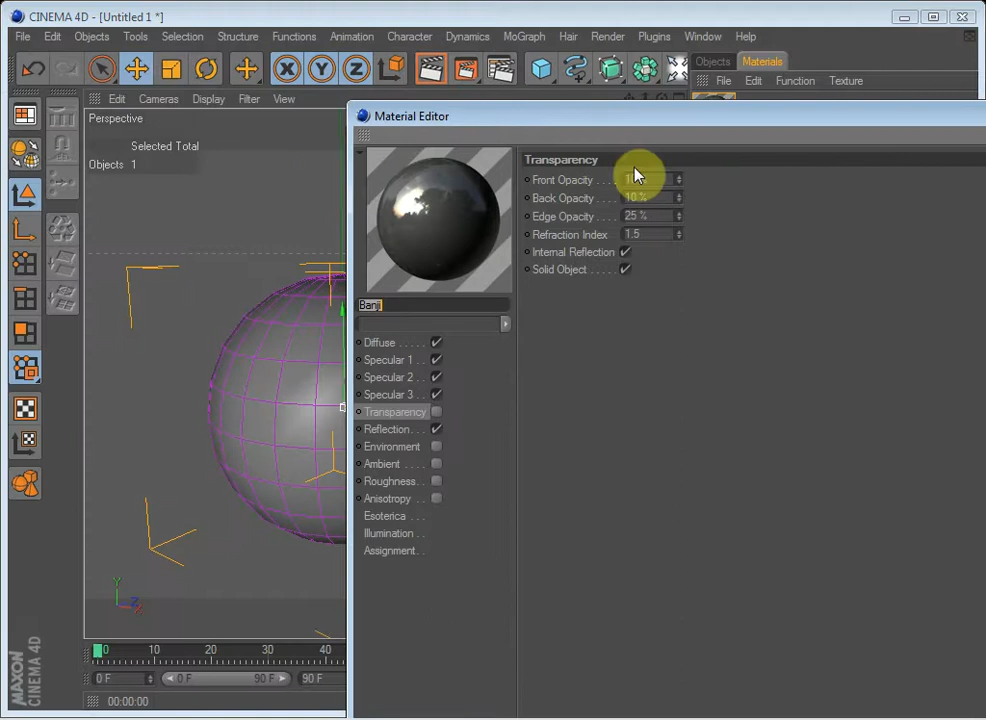 CINEMA 4D - [Untitled 1 *]
File Edit Objects Tools Selection Structure Functions Animation Character Dynamics MoGraph Hair Render Plugins Window Help
Objects Materials
File Edit Function Texture
Edit Cameras Display Filter View
Perspective
Selected Total
Objects 1
Material Editor
Transparency
Front Opacity . . . .
Back Opacity . . . . 10 %
Edge Opacity . . . . 25 %
Refraction Index 1.5
Internal Reflection
Solid Object . . . . .
Banji
Diffuse . . . . .
Specular 1 . .
Specular 2 . .
Specular 3 . .
Transparency
Reflection. . .
Environment
Ambient . . . .
Roughness. .
Anisotropy . .
Esoterica . . .
Illumination . .
Assignment. .
Y
Z
X
0 10 20 30 40
0 F 0 F 90 F 90 F
00:00:00
MAXON
CINEMA 4D